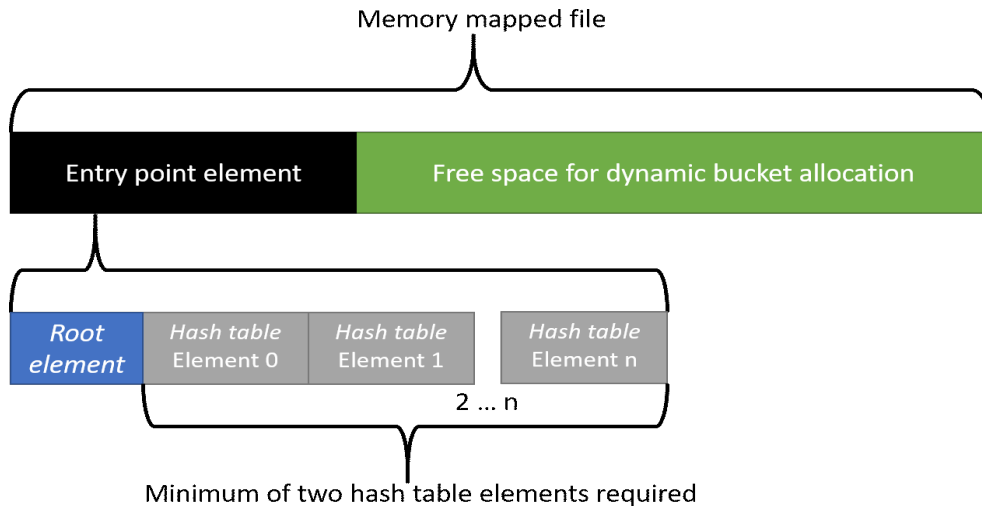 Memory mapped file
Entry point element
Free space for dynamic bucket allocation
Root
element
Hash table
Element 0
Hash table
Element 1
Hash table
Element n
2 ... n
Minimum of two hash table elements required